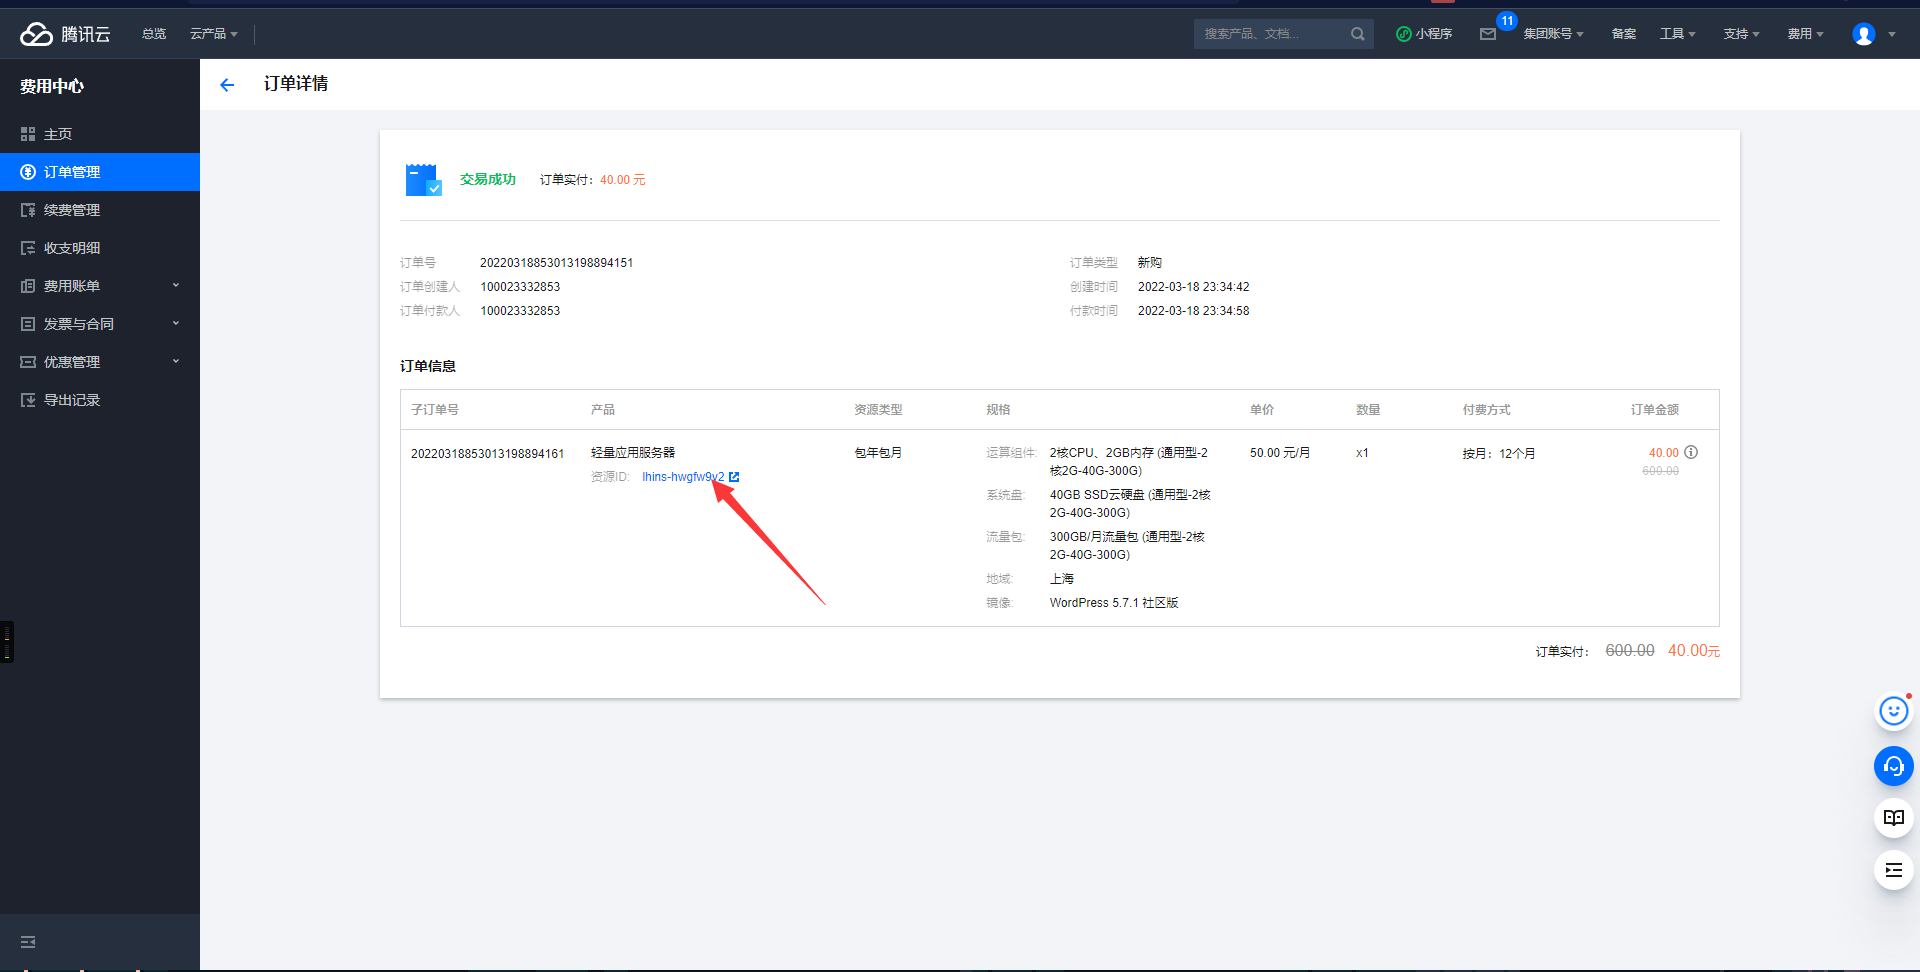 腾讯云
总览
云产品
搜索产品、文档...
小程序
11
集团账号
备案
工具
支持
费用
费用中心
主页
订单管理
续费管理
收支明细
费用账单
发票与合同
优惠管理
导出记录
订单详情
交易成功 订单实付：40.00 元
订单号 20220318853013198894151
订单类型 新购
订单创建人 100023332853
创建时间 2022-03-18 23:34:42
订单付款人 100023332853
付款时间 2022-03-18 23:34:58
订单信息
子订单号 产品 资源类型 规格 单价 数量 付费方式 订单金额
20220318853013198894161
轻量应用服务器
资源ID: lhins-hwgfw9y2
包年包月
运算组件: 2核CPU、2GB内存 (通用型-2
核2G-40G-300G)
系统盘: 40GB SSD云硬盘 (通用型-2核
2G-40G-300G)
流量包: 300GB/月流量包 (通用型-2核
2G-40G-300G)
地域: 上海
镜像: WordPress 5.7.1 社区版
50.00 元/月
x1
按月：12个月
40.00
600.00
订单实付： 600.00 40.00元